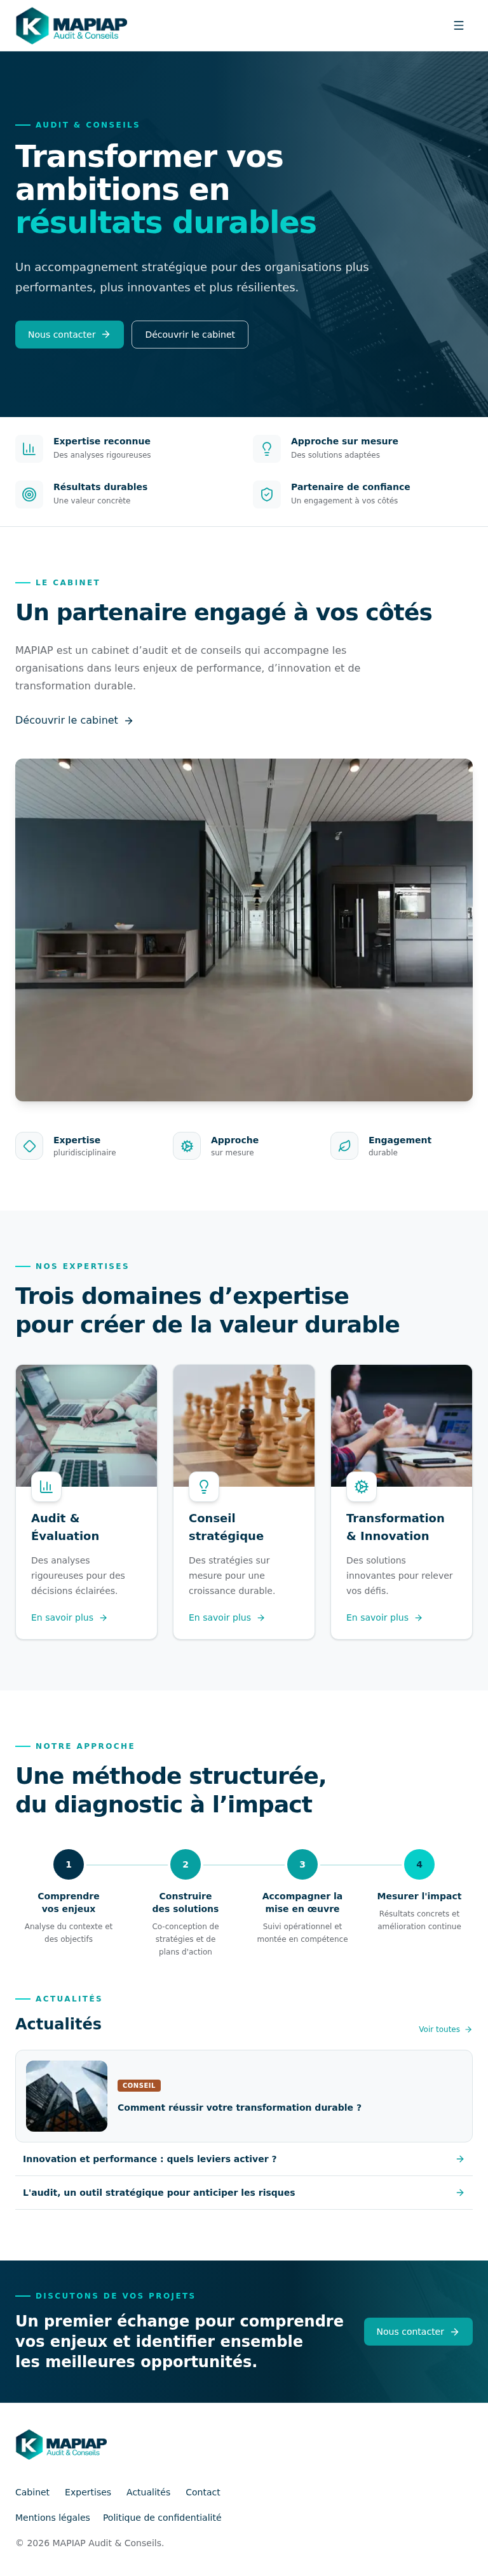 MAPIAP
Audit & Conseils
AUDIT & CONSEILS
Transformer vos
ambitions en
résultats durables
Un accompagnement stratégique pour des organisations plus
performantes, plus innovantes et plus résilientes.
Nous contacter →
Découvrir le cabinet
Expertise reconnue
Des analyses rigoureuses
Approche sur mesure
Des solutions adaptées
Résultats durables
Une valeur concrète
Partenaire de confiance
Un engagement à vos côtés
LE CABINET
Un partenaire engagé à vos côtés
MAPIAP est un cabinet d’audit et de conseils qui accompagne les
organisations dans leurs enjeux de performance, d’innovation et de
transformation durable.
Découvrir le cabinet →
Expertise
pluridisciplinaire
Approche
sur mesure
Engagement
durable
NOS EXPERTISES
Trois domaines d’expertise
pour créer de la valeur durable
Audit &
Évaluation
Des analyses
rigoureuses pour des
décisions éclairées.
En savoir plus →
Conseil
stratégique
Des stratégies sur
mesure pour une
croissance durable.
En savoir plus →
Transformation
& Innovation
Des solutions
innovantes pour relever
vos défis.
En savoir plus →
NOTRE APPROCHE
Une méthode structurée,
du diagnostic à l’impact
1
Comprendre
vos enjeux
Analyse du contexte et
des objectifs
2
Construire
des solutions
Co-conception de
stratégies et de
plans d'action
3
Accompagner la
mise en œuvre
Suivi opérationnel et
montée en compétence
4
Mesurer l'impact
Résultats concrets et
amélioration continue
ACTUALITÉS
Actualités
Voir toutes →
CONSEIL
Comment réussir votre transformation durable ?
Innovation et performance : quels leviers activer ? →
L'audit, un outil stratégique pour anticiper les risques →
DISCUTONS DE VOS PROJETS
Un premier échange pour comprendre
vos enjeux et identifier ensemble
les meilleures opportunités.
Nous contacter →
MAPIAP
Audit & Conseils
Cabinet Expertises Actualités Contact
Mentions légales Politique de confidentialité
© 2026 MAPIAP Audit & Conseils.